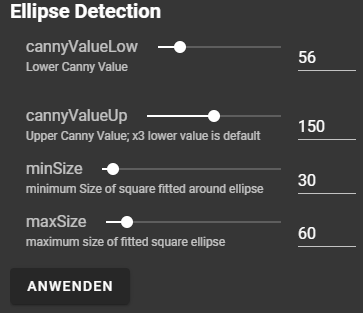 Ellipse Detection
cannyValueLow
Lower Canny Value
56
cannyValueUp
Upper Canny Value; x3 lower value is default
150
minSize
minimum Size of square fitted around ellipse
30
maxSize
maximum size of fitted square ellipse
60
ANWENDEN